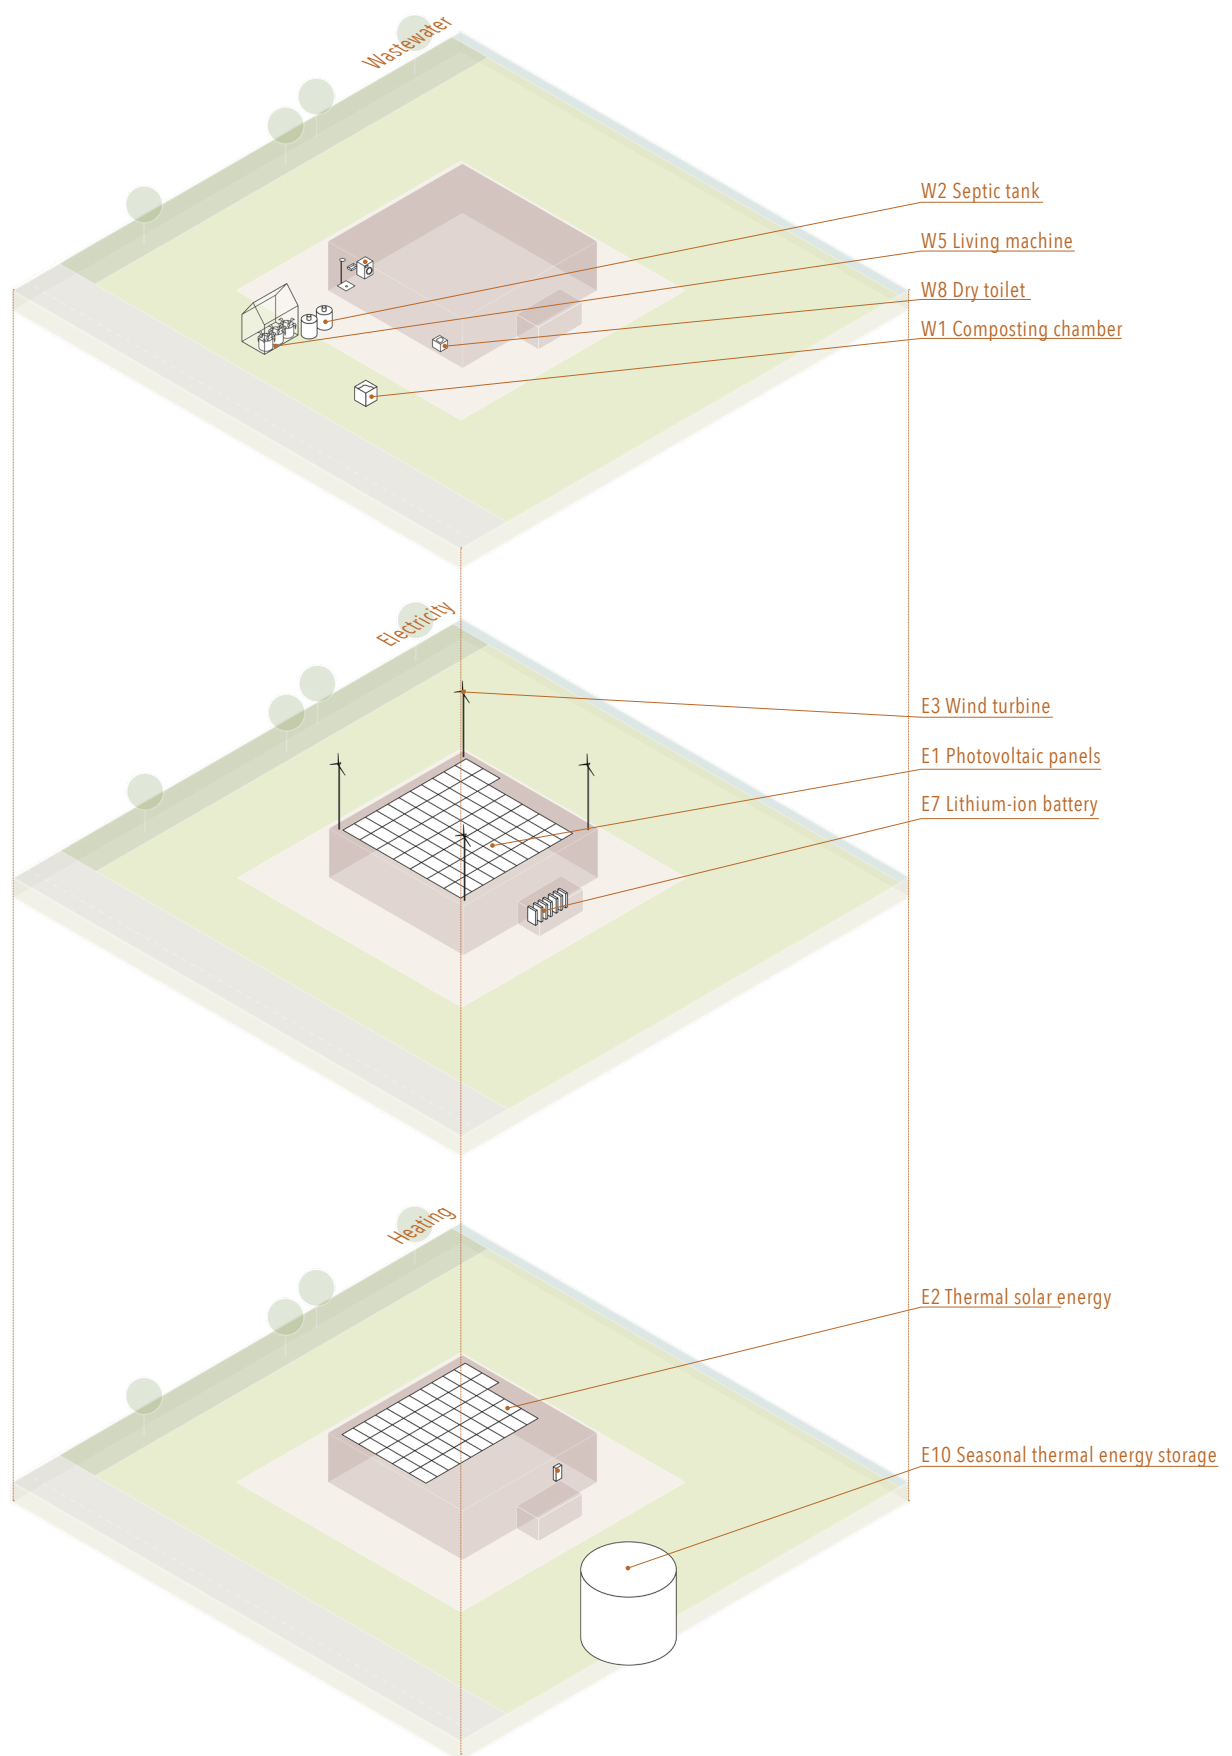 Wastewater
W2 Septic tank
W5 Living machine
W8 Dry toilet
W1 Composting chamber
Electricity
E3 Wind turbine
E1 Photovoltaic panels
E7 Lithium-ion battery
Heating
E2 Thermal solar energy
E10 Seasonal thermal energy storage